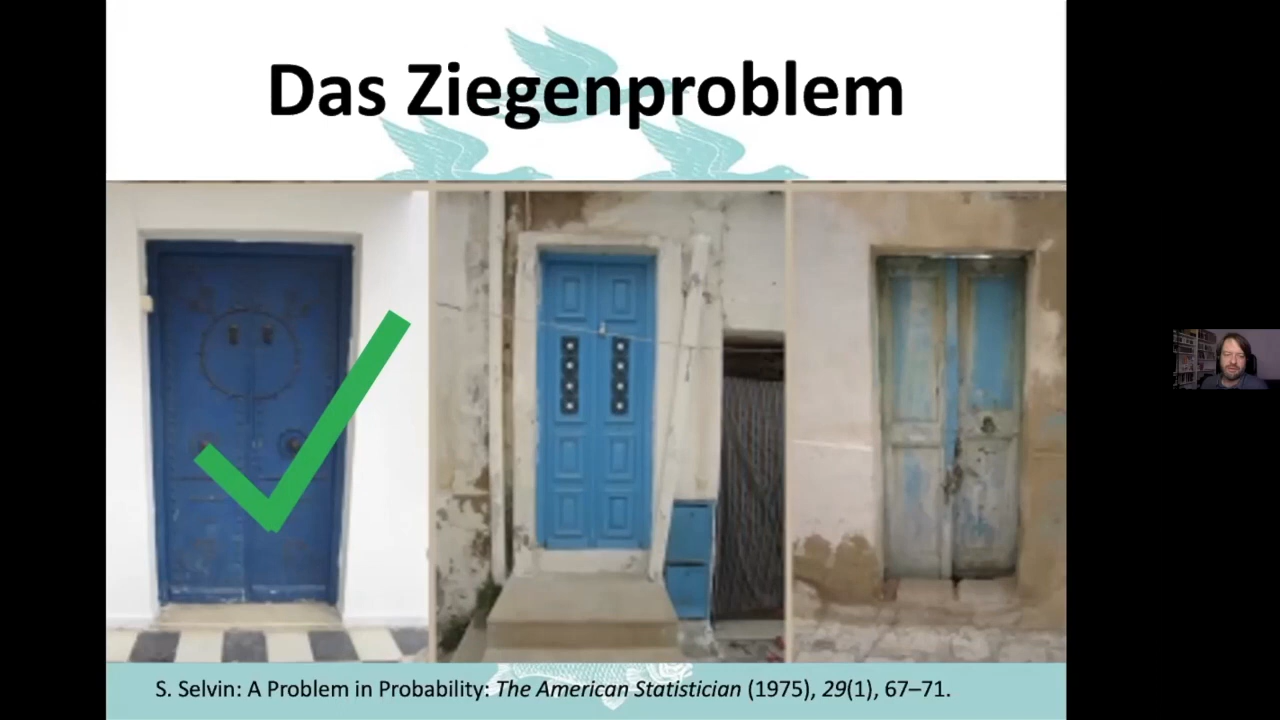 Das Ziegenproblem
S. Selvin: A Problem in Probability: The American Statistician (1975), 29(1), 67–71.